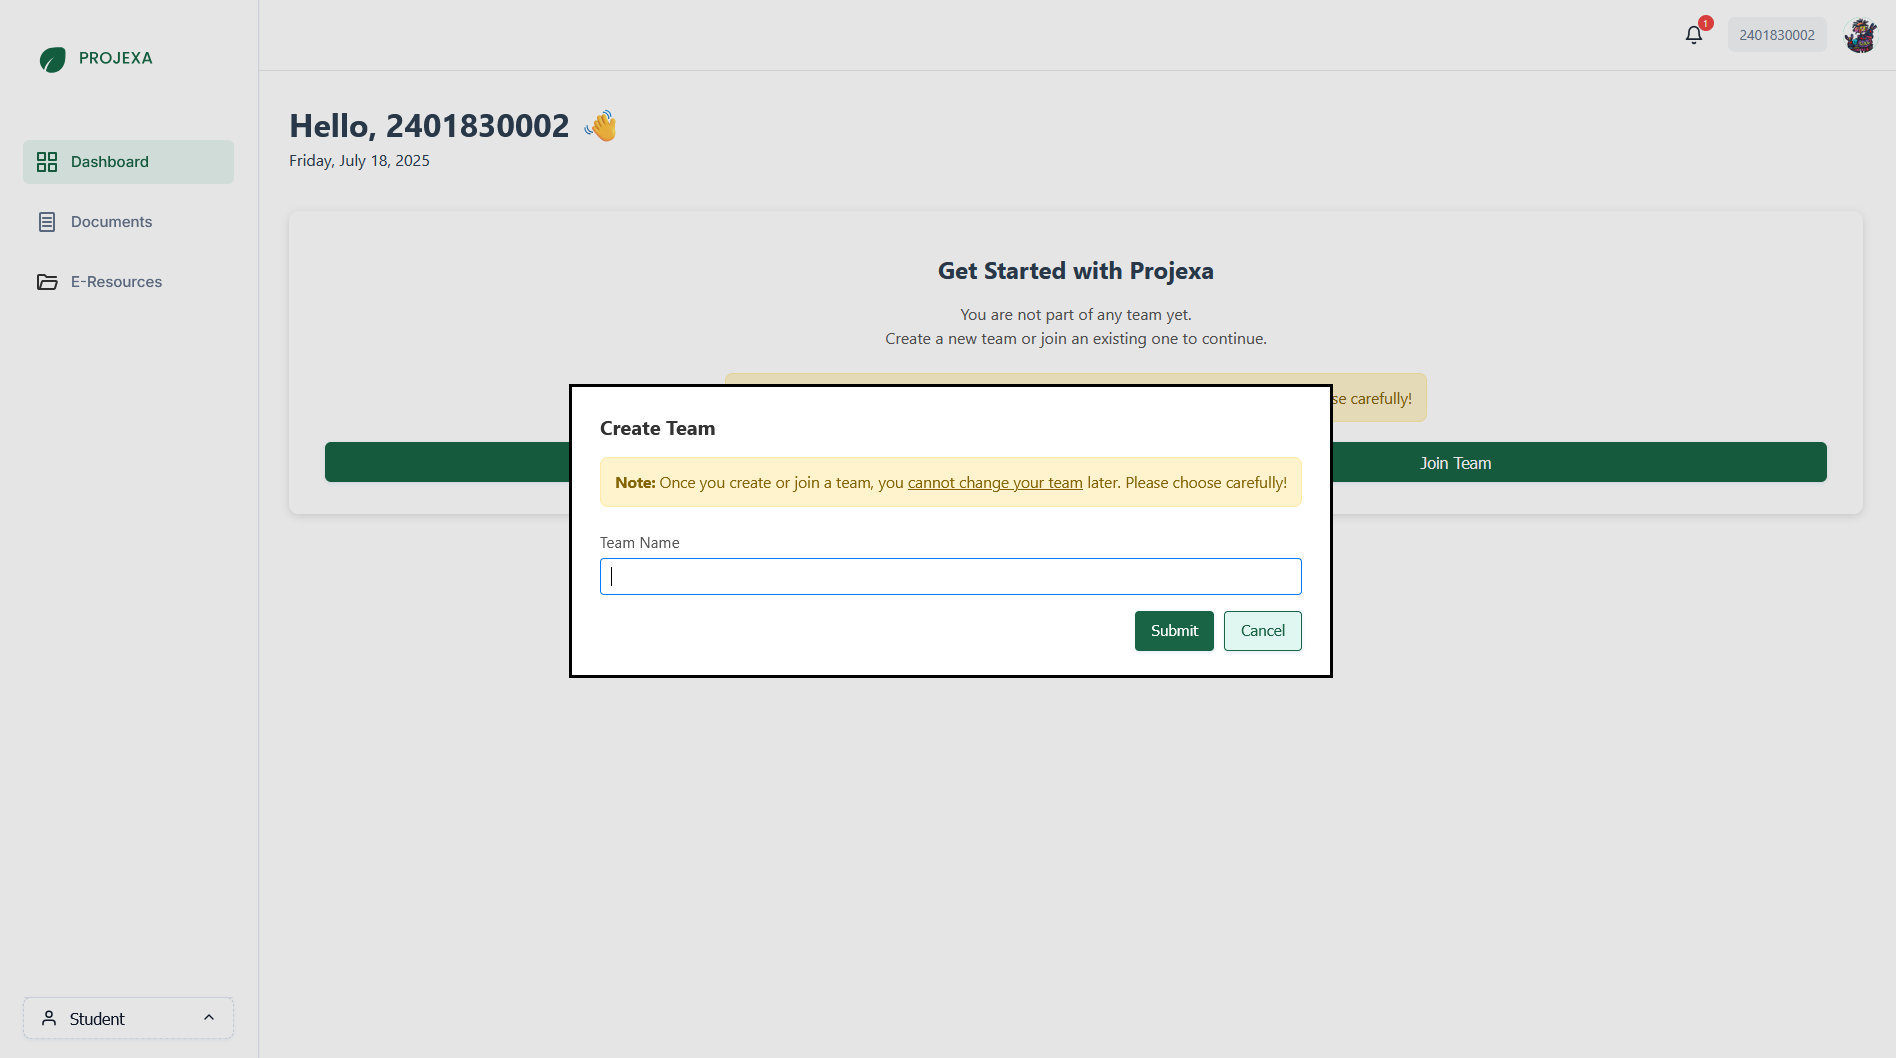 PROJEXA
1
2401830002
Dashboard
Documents
E-Resources
Hello, 2401830002
Friday, July 18, 2025
Get Started with Projexa
You are not part of any team yet.
Create a new team or join an existing one to continue.
carefully!
Join Team
Create Team
Note: Once you create or join a team, you cannot change your team later. Please choose carefully!
Team Name
Submit
Cancel
Student